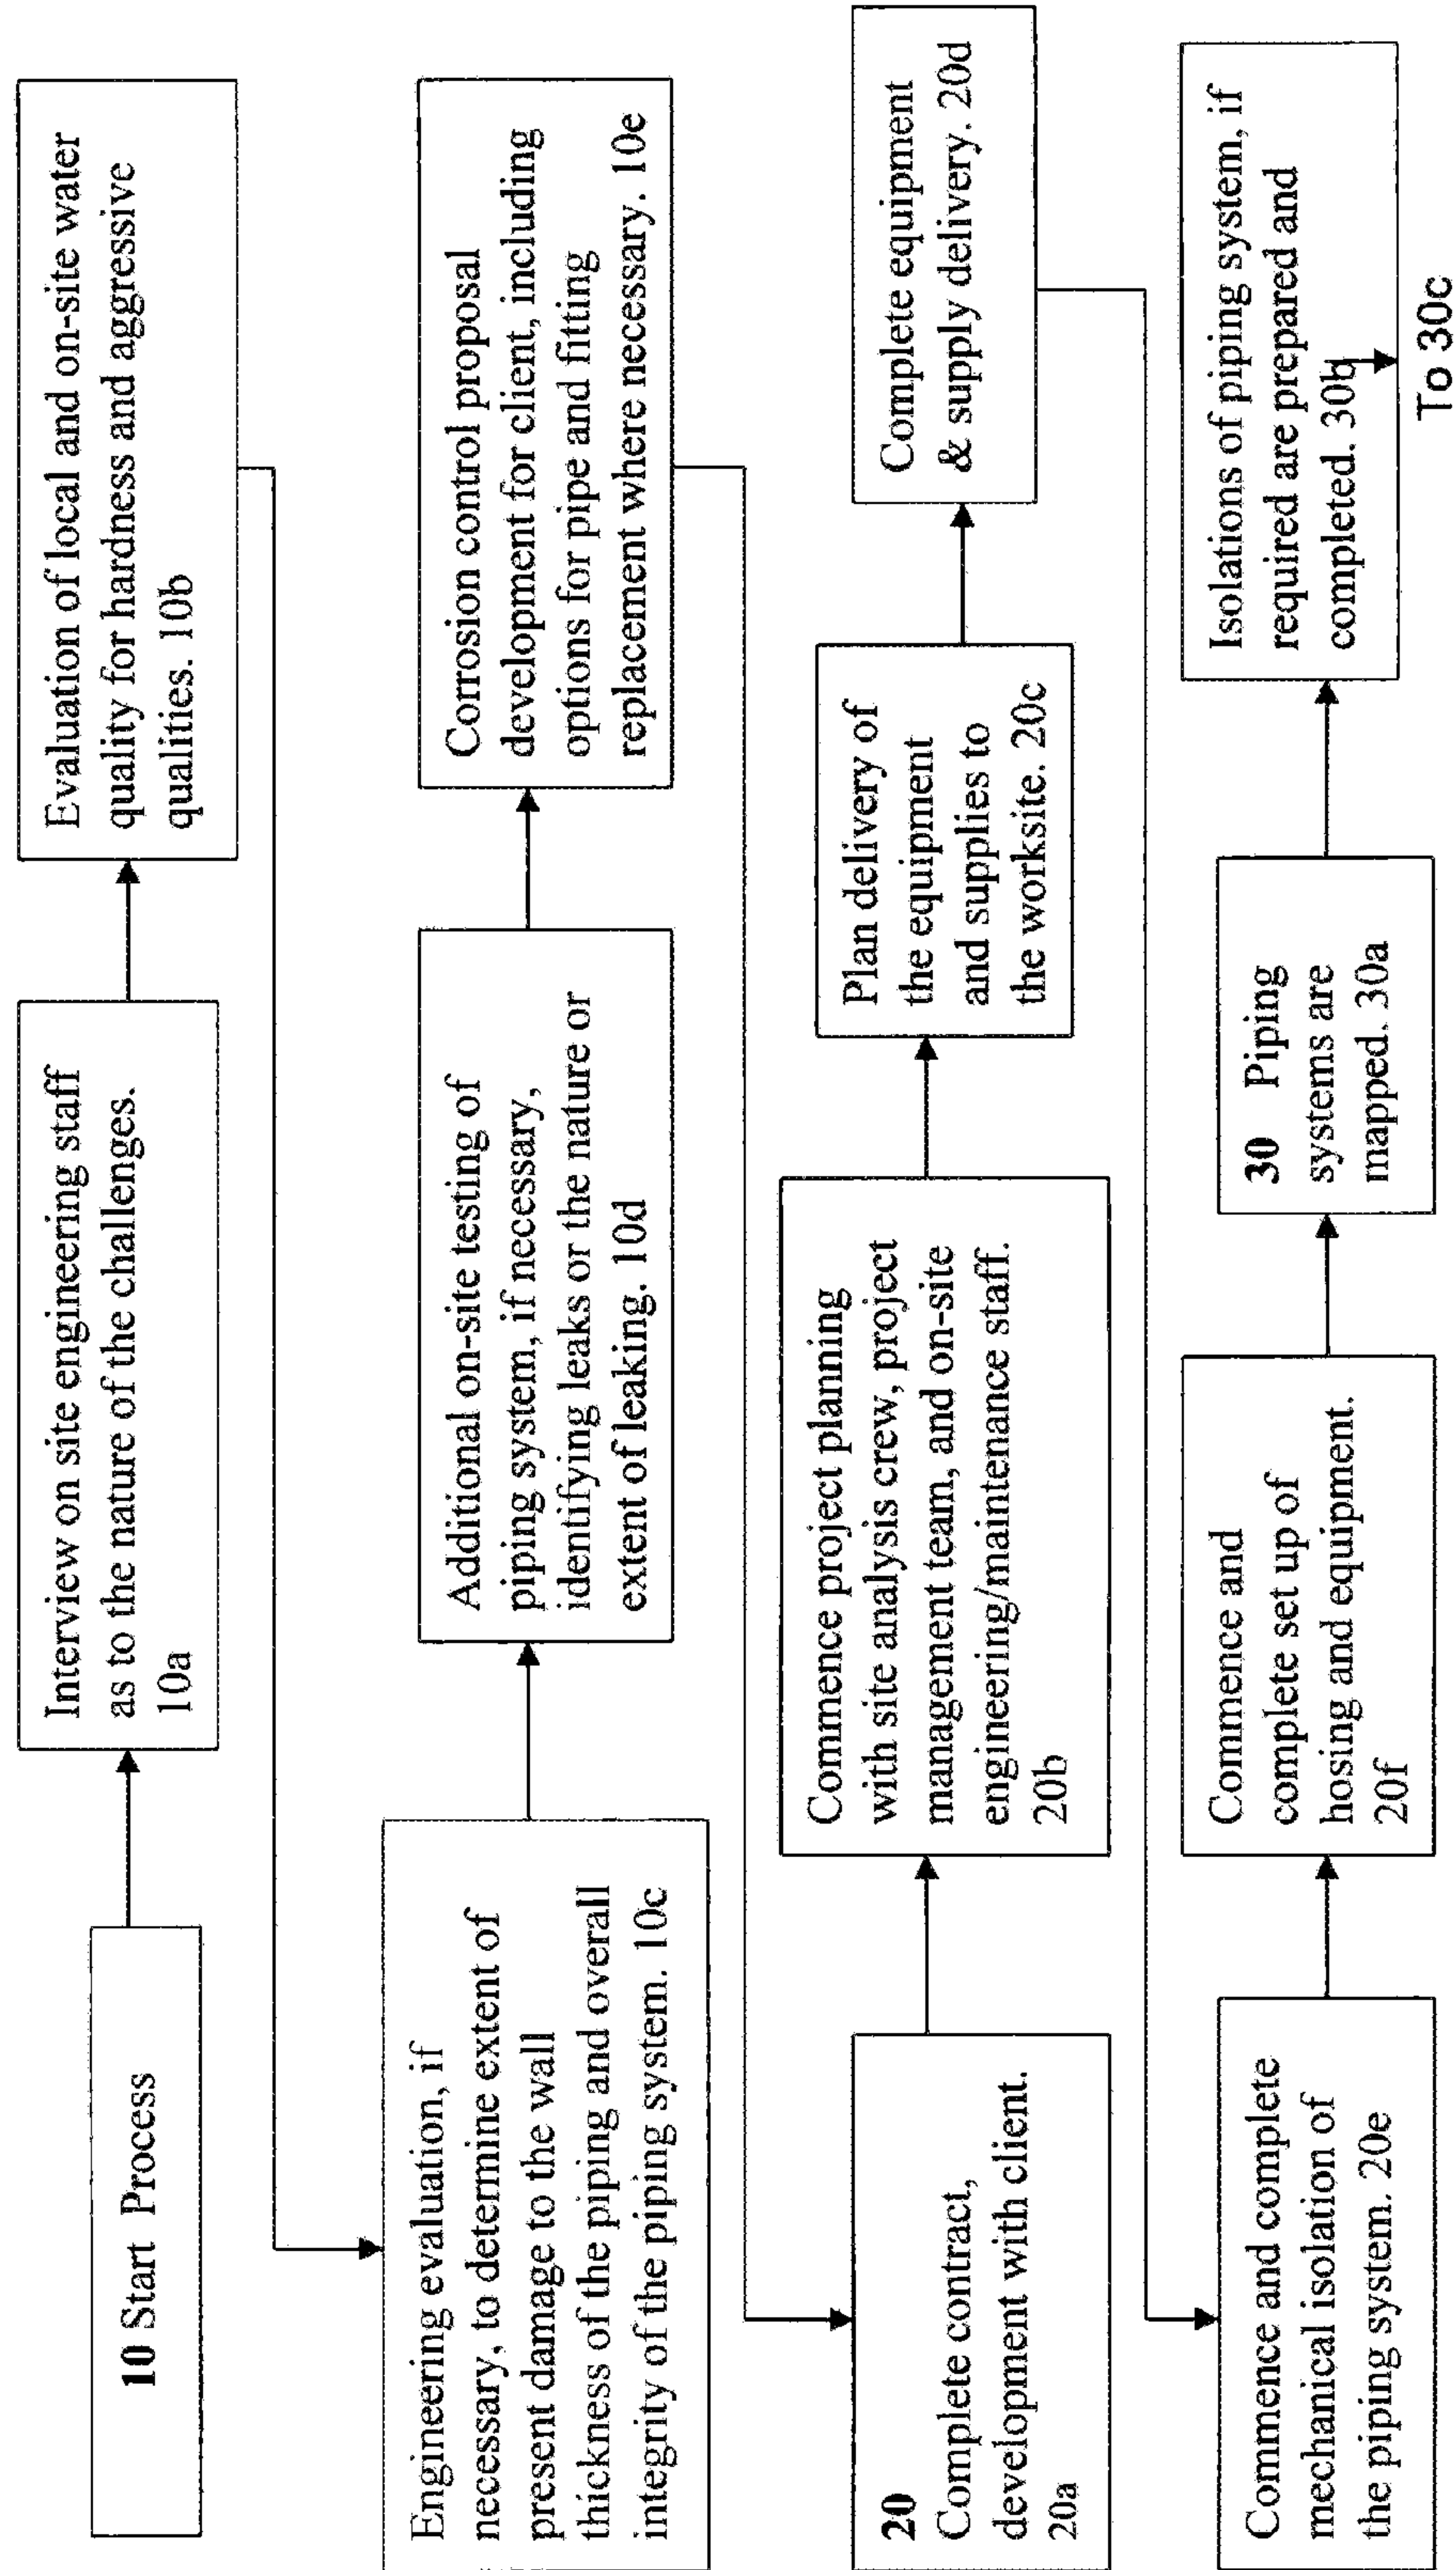 10 Start Process
Interview on site engineering staff
as to the nature of the challenges.
10a
Evaluation of local and on-site water
quality for hardness and aggressive
qualities. 10b
Engineering evaluation, if
necessary, to determine extent of
present damage to the wall
thickness of the piping and overall
integrity of the piping system. 10c
Additional on-site testing of
piping system, if necessary,
identifying leaks or the nature or
extent of leaking. 10d
Corrosion control proposal
development for client, including
options for pipe and fitting
replacement where necessary. 10e
20
Complete contract,
development with client.
20a
Commence project planning
with site analysis crew, project
management team, and on-site
engineering/maintenance staff.
20b
Plan delivery of
the equipment
and supplies to
the worksite. 20c
Complete equipment
& supply delivery. 20d
Commence and complete
mechanical isolation of
the piping system. 20e
Commence and
complete set up of
hosing and equipment.
20f
30 Piping
systems are
mapped. 30a
Isolations of piping system, if
required are prepared and
completed. 30b
To 30c